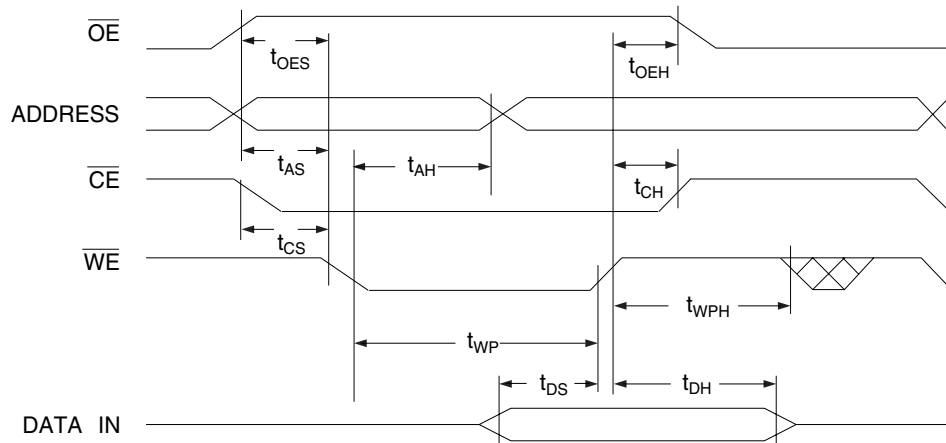 OE
tOES
tOEH
ADDRESS
tAS
tAH
CE
tCH
tCS
WE
tWPH
tWP
tDS
tDH
DATA IN